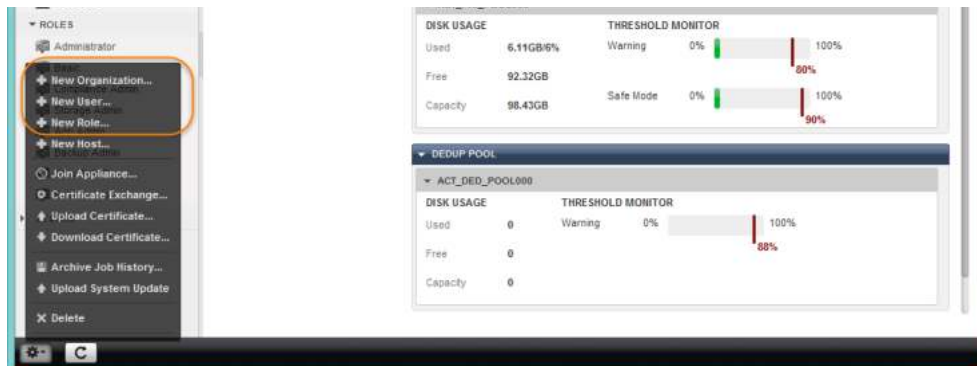 ROLES
Administrator
New Organization...
New User...
New Role...
New Host...
Join Appliance...
Certificate Exchange...
Upload Certificate...
Download Certificate...
Archive Job History...
Upload System Update
Delete
DISK USAGE THRESHOLD MONITOR
Used 6.11GB/6% Warning 0% 100%
80%
Free 92.32GB
Safe Mode 0% 100%
Capacity 98.43GB
90%
DEDUP POOL
ACT_DED_POOL000
DISK USAGE THRESHOLD MONITOR
Used 0 Warning 0% 100%
88%
Free 0
Capacity 0